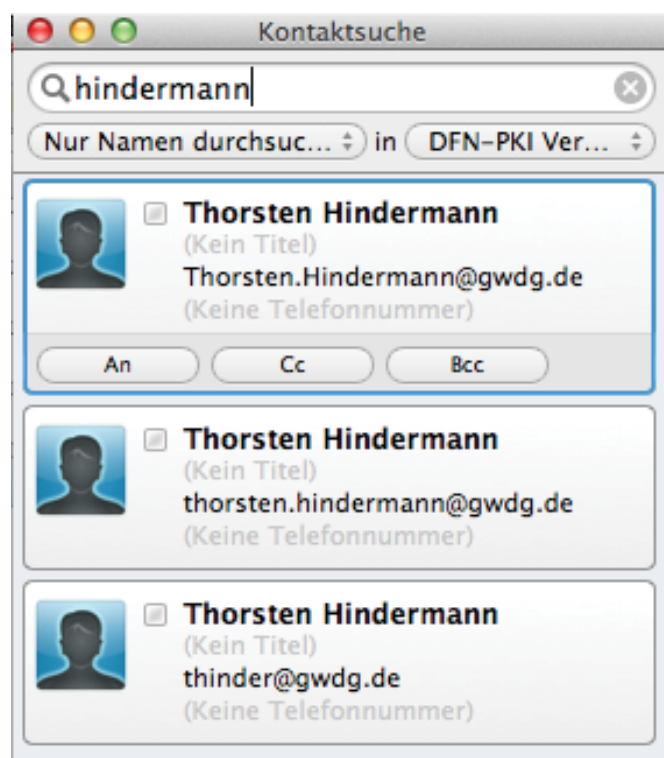 Kontaktsuche
hindermann
Nur Namen durchsuc... in DFN-PKI Ver...
Thorsten Hindermann
(Kein Titel)
Thorsten.Hindermann@gwdg.de
(Keine Telefonnummer)
An Cc Bcc
Thorsten Hindermann
(Kein Titel)
thorsten.hindermann@gwdg.de
(Keine Telefonnummer)
Thorsten Hindermann
(Kein Titel)
thinder@gwdg.de
(Keine Telefonnummer)